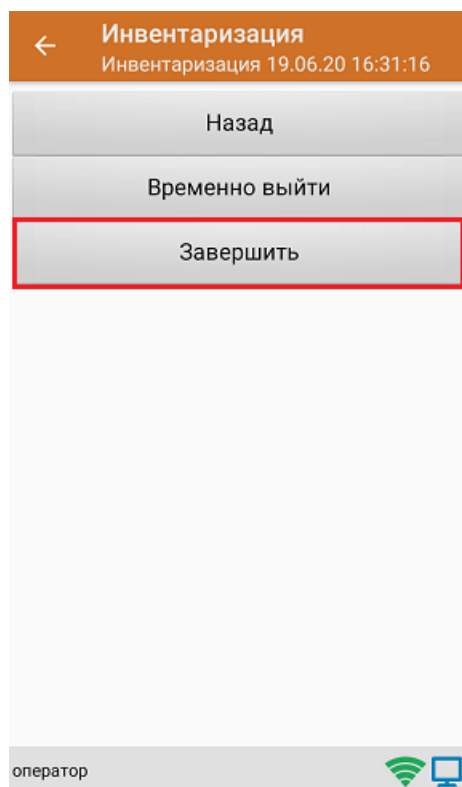 Инвентаризация
Инвентаризация 19.06.20 16:31:16
Назад
Временно выйти
Завершить
оператор